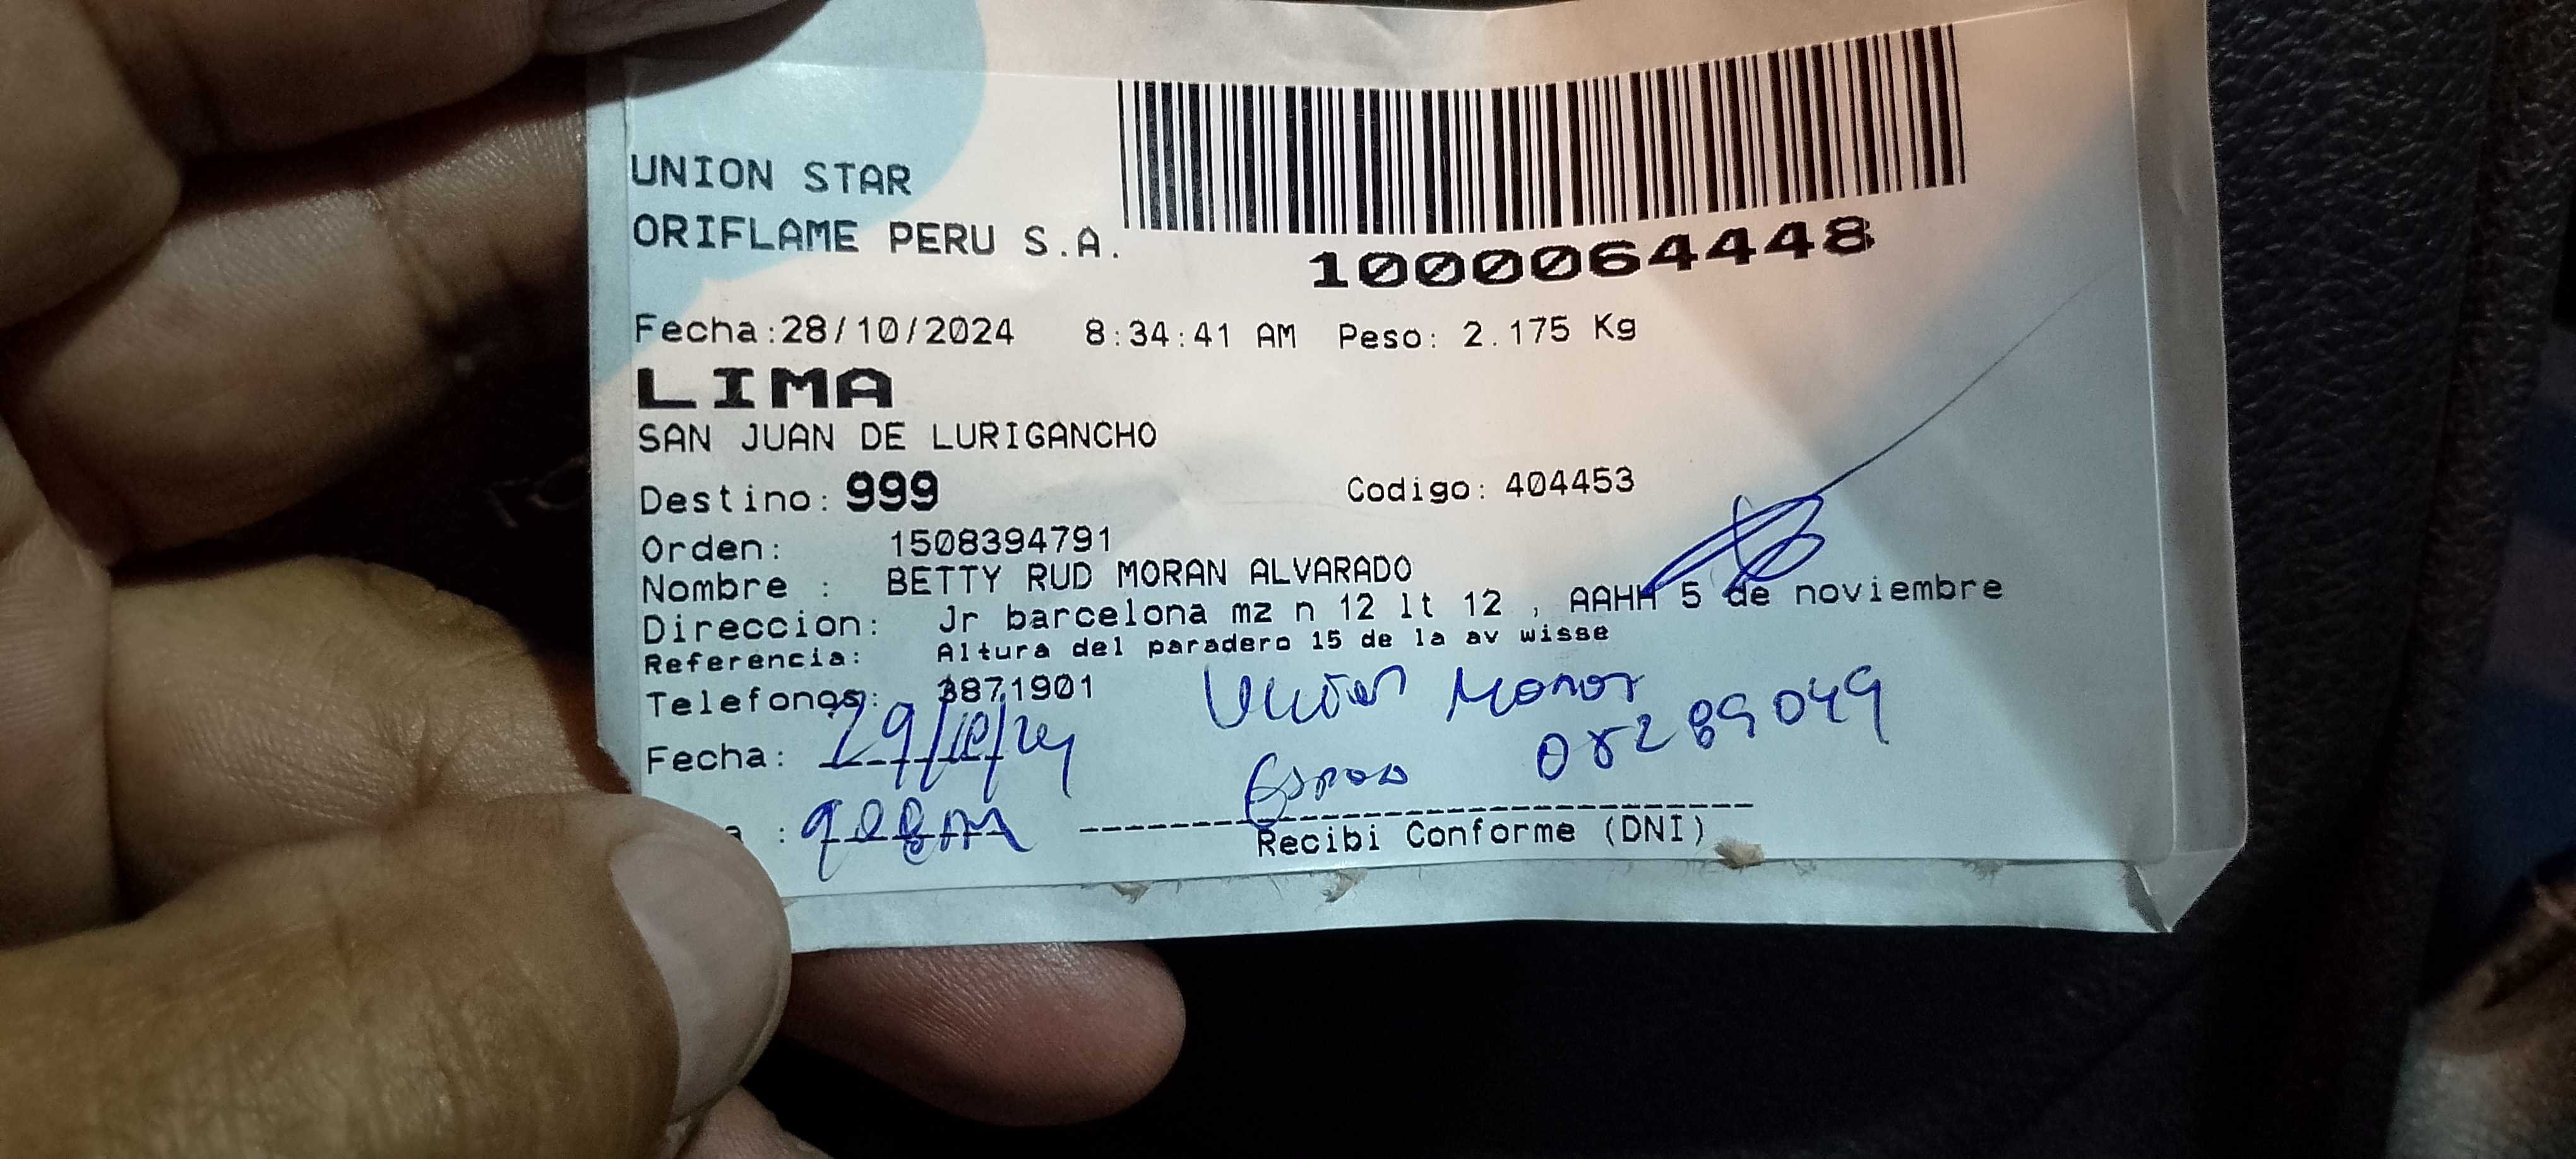 UNION STAR
ORIFLAME PERU S.A.
1000064448
Fecha:28/10/2024 8:34:41 AM Peso: 2.175 Kg
LIMA
SAN JUAN DE LURIGANCHO
Destino: 999 Codigo: 404453
Orden: 1508394791
Nombre : BETTY RUD MORAN ALVARADO
Direccion: Jr barcelona mz n 12 lt 12 , AAHH 5 de noviembre
Referencia: Altura del paradero 15 de la av wisse
Telefonos: 3871901
Fecha: 29/10/24
Recibi Conforme (DNI)